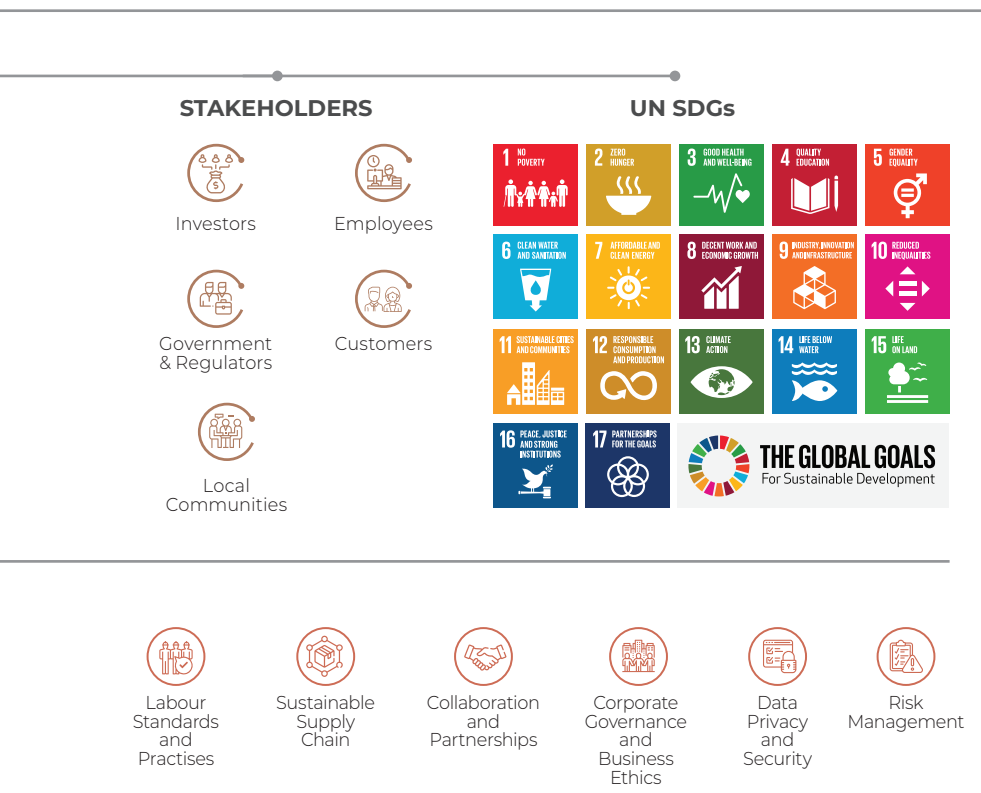 STAKEHOLDERS
Investors
Employees
Government
& Regulators
Customers
Local
Communities
UN SDGs
1 NO
POVERTY
2 ZERO
HUNGER
3 GOOD HEALTH
AND WELL-BEING
4 QUALITY
EDUCATION
5 GENDER
EQUALITY
6 CLEAN WATER
AND SANITATION
7 AFFORDABLE AND
CLEAN ENERGY
8 DECENT WORK AND
ECONOMIC GROWTH
9 INDUSTRY, INNOVATION
AND INFRASTRUCTURE
10 REDUCED
INEQUALITIES
11 SUSTAINABLE CITIES
AND COMMUNITIES
12 RESPONSIBLE
CONSUMPTION
AND PRODUCTION
13 CLIMATE
ACTION
14 LIFE BELOW
WATER
15 LIFE
ON LAND
16 PEACE, JUSTICE
AND STRONG
INSTITUTIONS
17 PARTNERSHIPS
FOR THE GOALS
THE GLOBAL GOALS
For Sustainable Development
Labour
Standards
and
Practises
Sustainable
Supply
Chain
Collaboration
and
Partnerships
Corporate
Governance
and
Business
Ethics
Data
Privacy
and
Security
Risk
Management